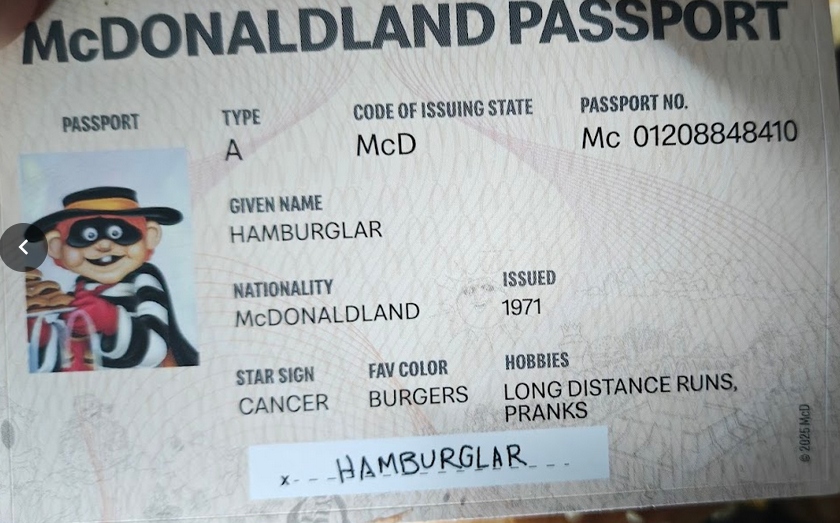 McDONALDLAND PASSPORT
PASSPORT
TYPE
CODE OF ISSUING STATE
PASSPORT NO.
A
McD
Mc 01208848410
GIVEN NAME
HAMBURGLAR
NATIONALITY
ISSUED
McDONALDLAND
1971
STAR SIGN
FAV COLOR
HOBBIES
CANCER
BURGERS
LONG DISTANCE RUNS,
PRANKS
x HAMBURGLAR
© 2025 McD